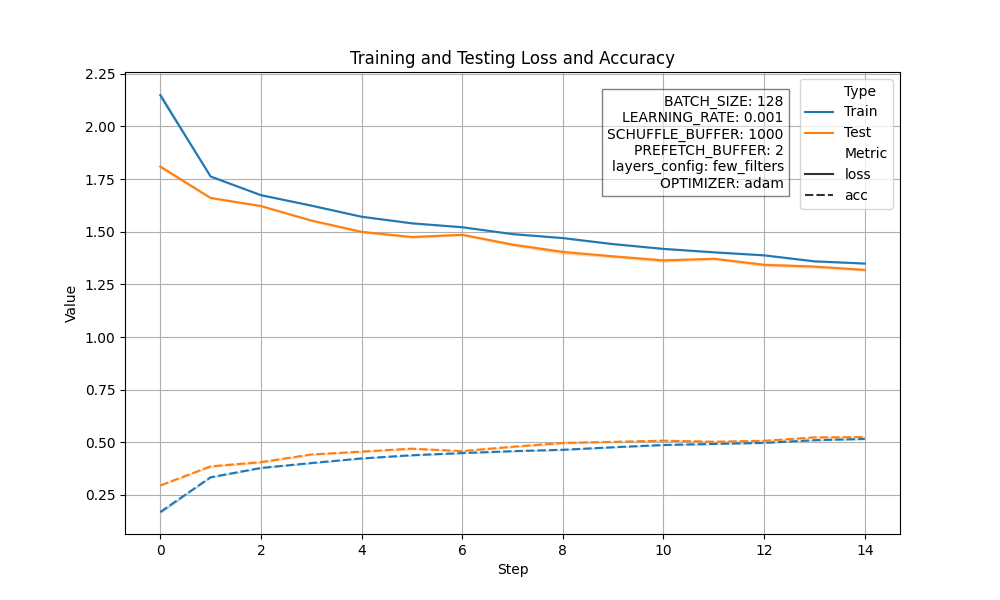 Training and Testing Loss and Accuracy
2.25
2.00
1.75
1.50
1.25
1.00
0.75
0.50
0.25
Value
BATCH_SIZE: 128
LEARNING_RATE: 0.001
SCHUFFLE_BUFFER: 1000
PREFETCH_BUFFER: 2
layers_config: few_filters
OPTIMIZER: adam
Type
Train
Test
Metric
loss
acc
0 2 4 6 8 10 12 14
Step